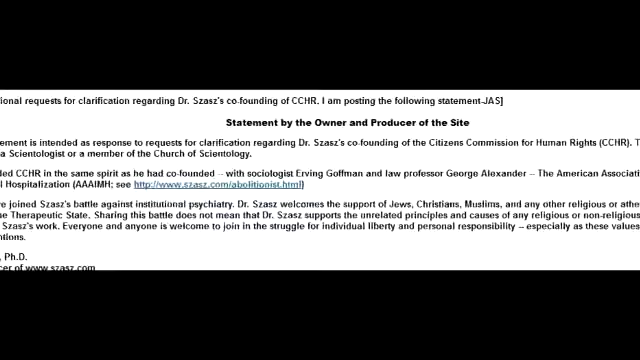 ional requests for clarification regarding Dr. Szasz's co-founding of CCHR. I am posting the following statement-JAS]
Statement by the Owner and Producer of the Site
ement is intended as response to requests for clarification regarding Dr. Szasz's co-founding of the Citizens Commission for Human Rights (CCHR). T
a Scientologist or a member of the Church of Scientology.
ded CCHR in the same spirit as he had co-founded -- with sociologist Erving Goffman and law professor George Alexander -- The American Associati
l Hospitalization (AAAIMH; see http://www.szasz.com/abolitionist.html)
e joined Szasz's battle against institutional psychiatry. Dr. Szasz welcomes the support of Jews, Christians, Muslims, and any other religious or athe
e Therapeutic State. Sharing this battle does not mean that Dr. Szasz supports the unrelated principles and causes of any religious or non-religious
Szasz's work. Everyone and anyone is welcome to join in the struggle for individual liberty and personal responsibility -- especially as these values
ntions.
, Ph.D.
cer of www.szasz.com